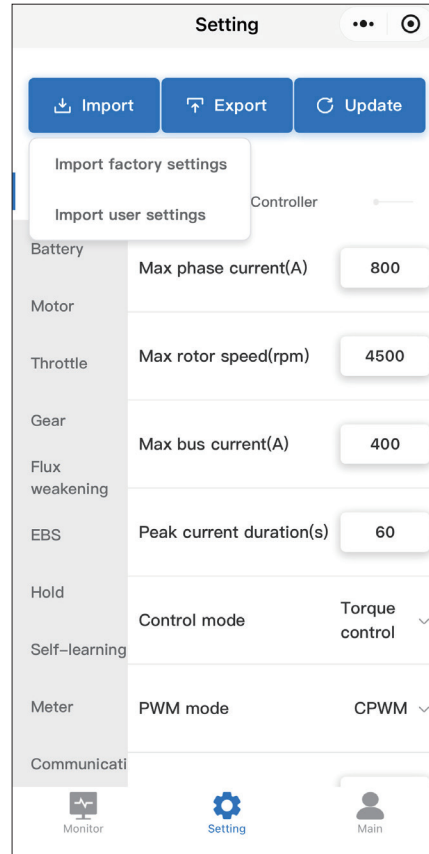 Setting
Import
Export
Update
Import factory settings
Import user settings
Controller
Battery
Max phase current(A)
800
Motor
Max rotor speed(rpm)
4500
Throttle
Gear
Max bus current(A)
400
Flux
weakening
EBS
Peak current duration(s)
60
Hold
Control mode
Torque
control
Self-learning
Meter
PWM mode
CPWM
Communicati
Monitor
Setting
Main